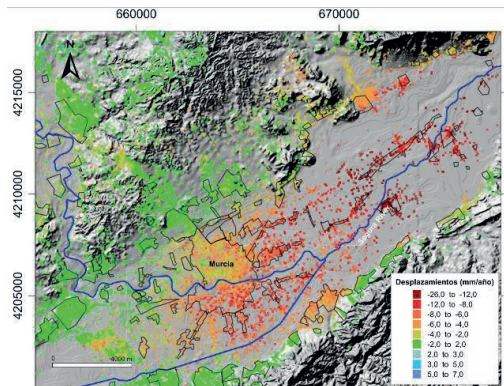 660000 670000
N
4215000
4210000
4205000
Murcia
Desplazamientos (mm/año)
-26,0 to -12,0
-12,0 to -8,0
-8,0 to -6,0
-6,0 to -4,0
-4,0 to -2,0
-2,0 to 2,0
2,0 to 3,0
3,0 to 5,0
5,0 to 7,0
0 4000 m